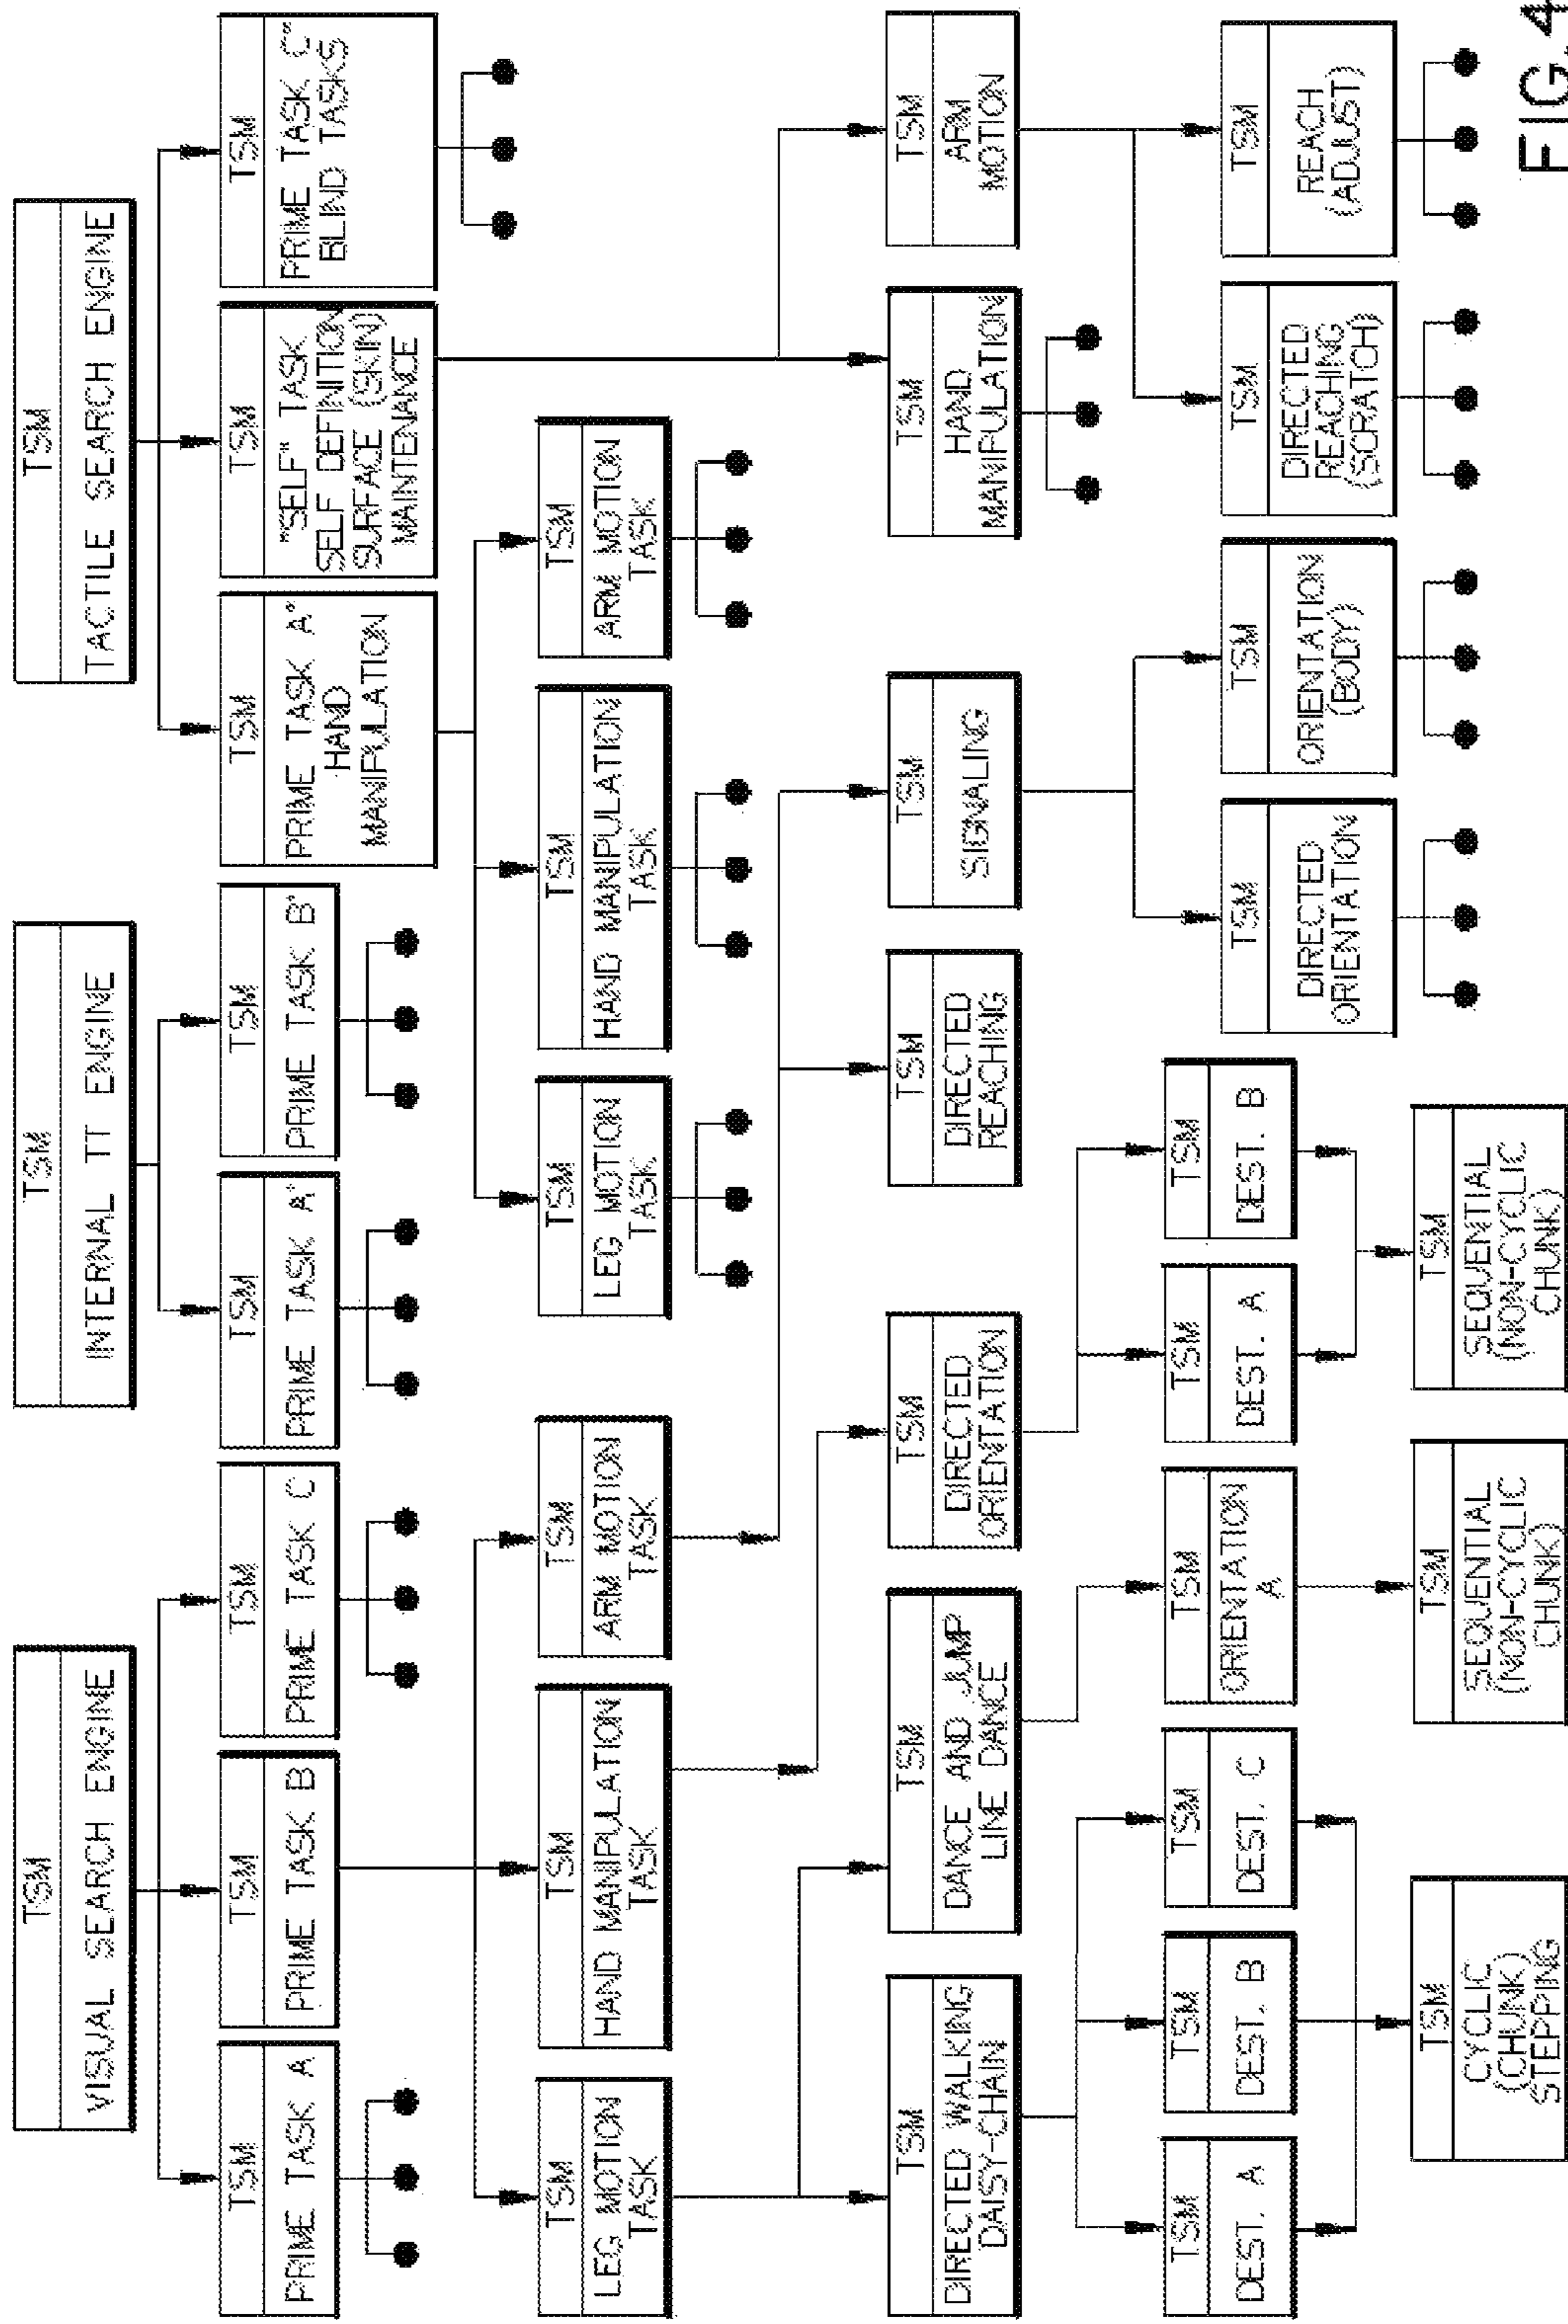 TSM
VISUAL SEARCH ENGINE
TSM
INTERNAL TT ENGINE
TSM
TACTILE SEARCH ENGINE
TSM
PRIME TASK A
TSM
PRIME TASK B
TSM
PRIME TASK C
TSM
PRIME TASK A'
TSM
PRIME TASK B'
TSM
PRIME TASK A"
HAND
MANIPULATION
TSM
"SELF" TASK
SELF DEFINITION
SURFACE (SKIN)
MAINTENANCE
TSM
PRIME TASK C"
BLIND TASKS
TSM
LEG MOTION
TASK
TSM
HAND MANIPULATION
TASK
TSM
ARM MOTION
TASK
TSM
LEG MOTION
TASK
TSM
HAND MANIPULATION
TASK
TSM
ARM MOTION
TASK
TSM
DIRECTED WALKING
DAISY-CHAIN
TSM
DANCE AND JUMP
LINE DANCE
TSM
DIRECTED
ORIENTATION
TSM
DIRECTED
REACHING
TSM
SIGNALING
TSM
HAND
MANIPULATION
TSM
ARM
MOTION
TSM
DEST. A
TSM
DEST. B
TSM
DEST. C
TSM
ORIENTATION
A
TSM
DEST. A
TSM
DEST. B
TSM
DIRECTED
ORIENTATION
TSM
ORIENTATION
(BODY)
TSM
DIRECTED
REACHING
(SCRATCH)
TSM
REACH
(ADJUST)
TSM
CYCLIC
(CHUNK)
STEPPING
TSM
SEQUENTIAL
(NON-CYCLIC
CHUNK)
TSM
SEQUENTIAL
(NON-CYCLIC
CHUNK)
FIG.4